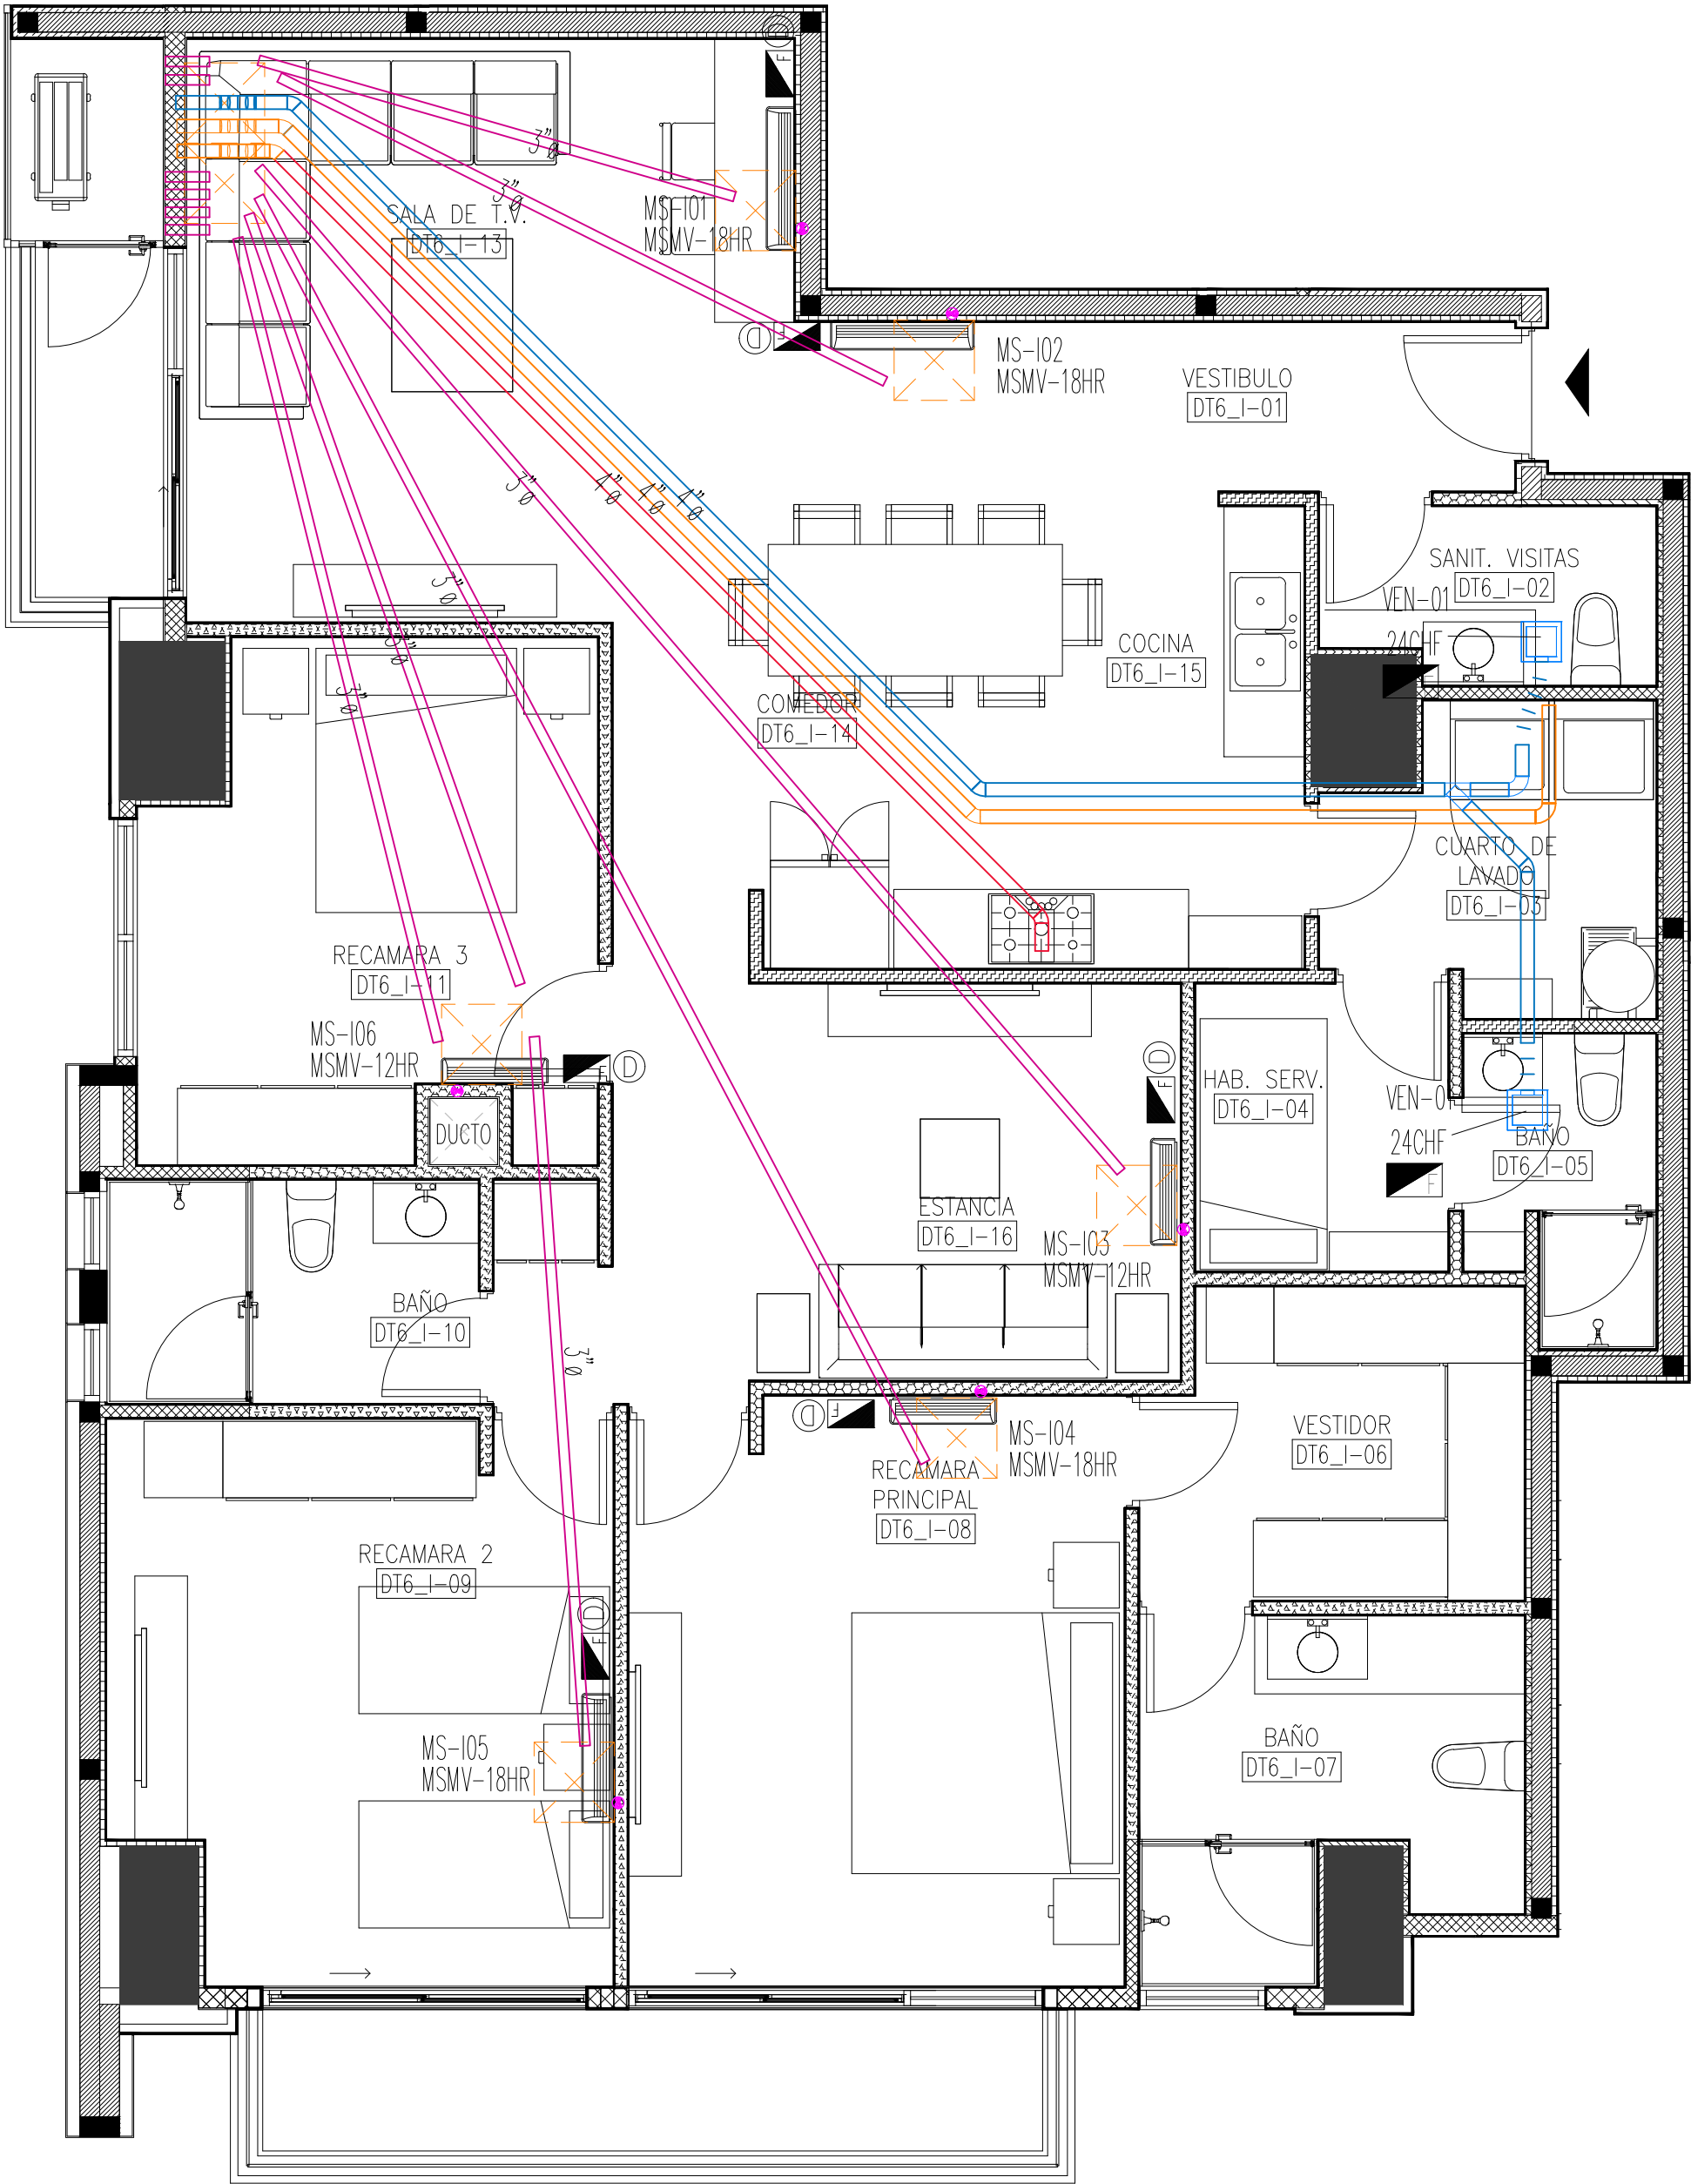 D
F
3"ø
3"ø
SALA DE T.V.
DT6_I-13
MS-I01
MSMV-18HR
D
F
MS-I02
MSMV-18HR
VESTIBULO
DT6_I-01
3"ø
4"ø
4"ø
4"ø
SANIT. VISITAS
DT6_I-02
VEN-01
24CHF
3"ø
3"ø
3"ø
COCINA
DT6_I-15
COMEDOR
DT6_I-14
CUARTO DE
LAVADO
DT6_I-03
RECAMARA 3
DT6_I-11
MS-I06
MSMV-12HR
F
D
D
F
HAB. SERV.
DT6_I-04
VEN-01
24CHF
F
BAÑO
DT6_I-05
DUCTO
ESTANCIA
DT6_I-16
MS-I03
MSMV-12HR
BAÑO
DT6_I-10
3"ø
D
F
MS-I04
MSMV-18HR
RECAMARA
PRINCIPAL
DT6_I-08
VESTIDOR
DT6_I-06
RECAMARA 2
DT6_I-09
D
F
MS-I05
MSMV-18HR
BAÑO
DT6_I-07